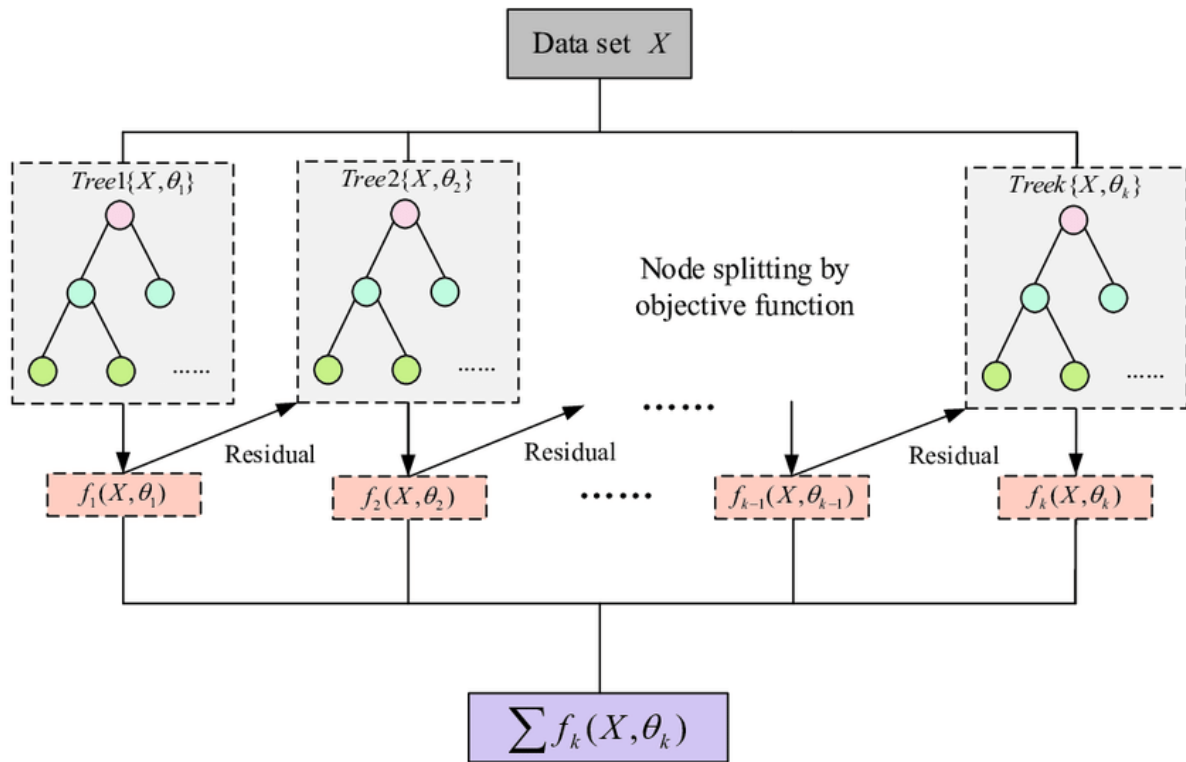 Data set X
Tree1{X,θ₁}
Tree2{X,θ₂}
Treek{X,θₖ}
Node splitting by
objective function
......
......
......
......
Residual
Residual
Residual
f₁(X,θ₁)
f₂(X,θ₂)
......
fₖ₋₁(X,θₖ₋₁)
fₖ(X,θₖ)
∑ fₖ(X,θₖ)